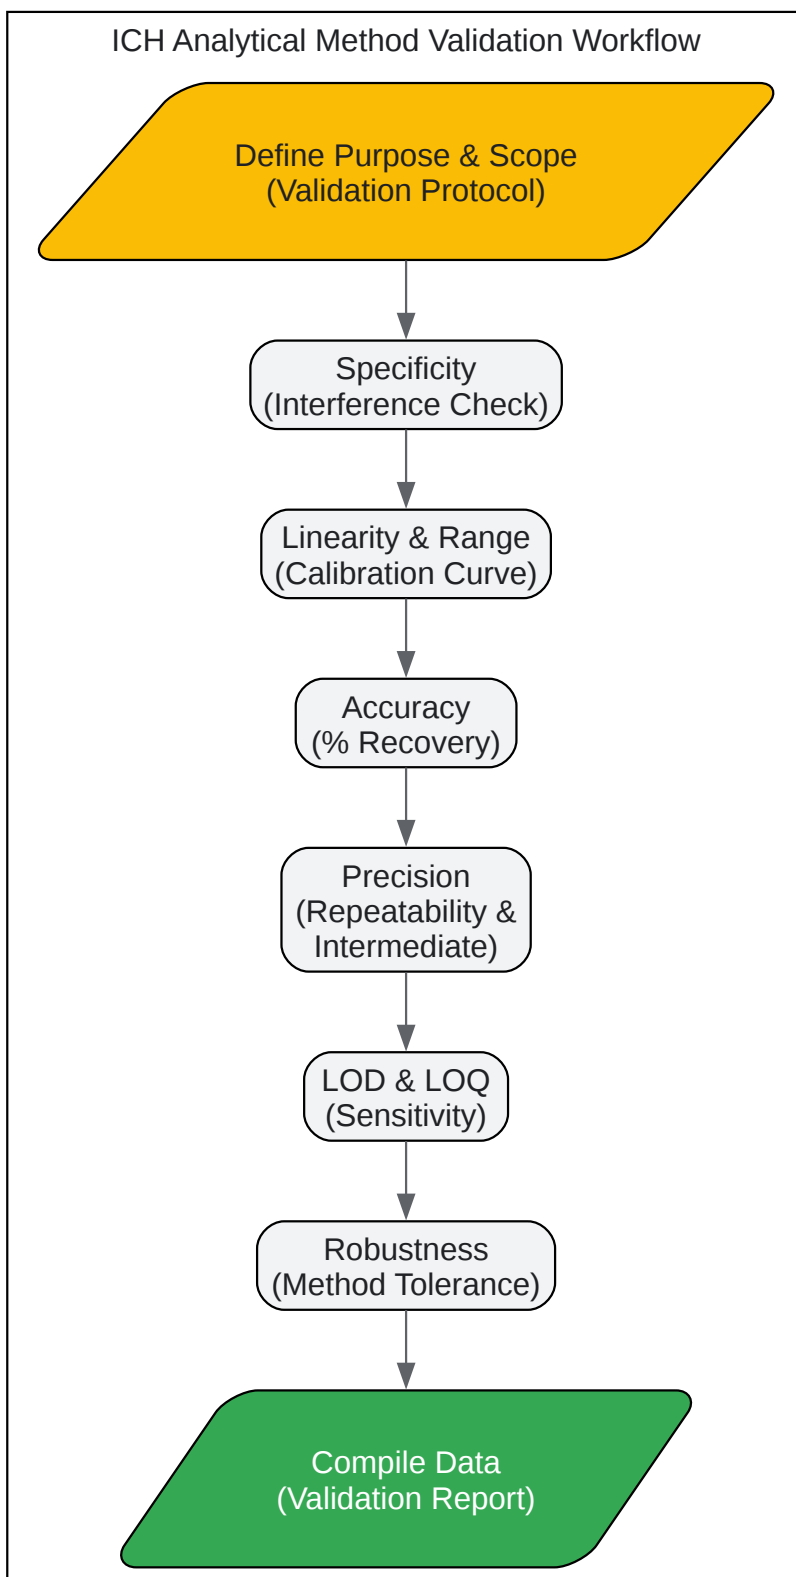 ICH Analytical Method Validation Workflow
Define Purpose & Scope
(Validation Protocol)
Specificity
(Interference Check)
Linearity & Range
(Calibration Curve)
Accuracy
(% Recovery)
Precision
(Repeatability &
Intermediate)
LOD & LOQ
(Sensitivity)
Robustness
(Method Tolerance)
Compile Data
(Validation Report)